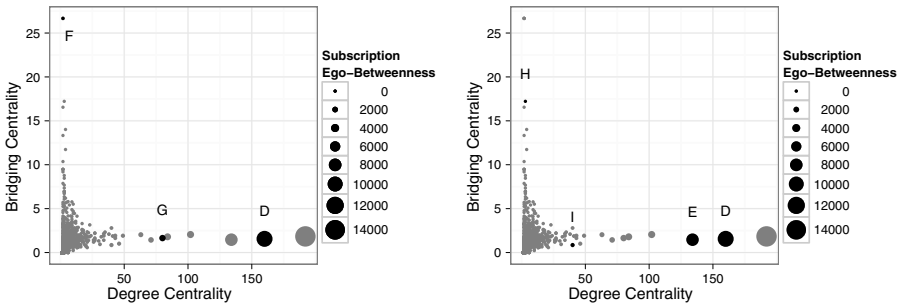 25
20
15
10
5
0
Bridging Centrality
F
G
D
50
100
150
Degree Centrality
Subscription
Ego−Betweenness
0
2000
4000
6000
8000
10000
12000
14000
25
20
15
10
5
0
Bridging Centrality
H
I
E
D
50
100
150
Degree Centrality
Subscription
Ego−Betweenness
0
2000
4000
6000
8000
10000
12000
14000